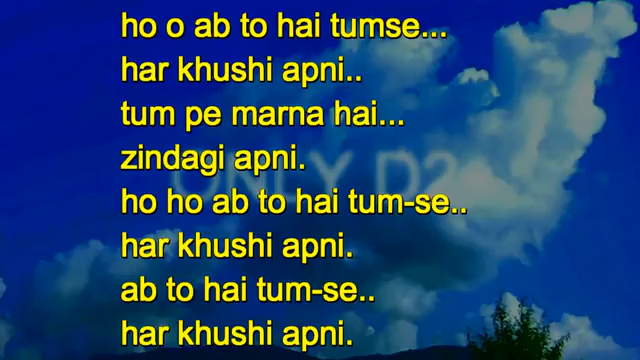 ho o ab to hai tumse...
har khushi apni..
tum pe marna hai...
zindagi apni.
ho ho ab to hai tum-se..
har khushi apni.
ab to hai tum-se..
har khushi apni.